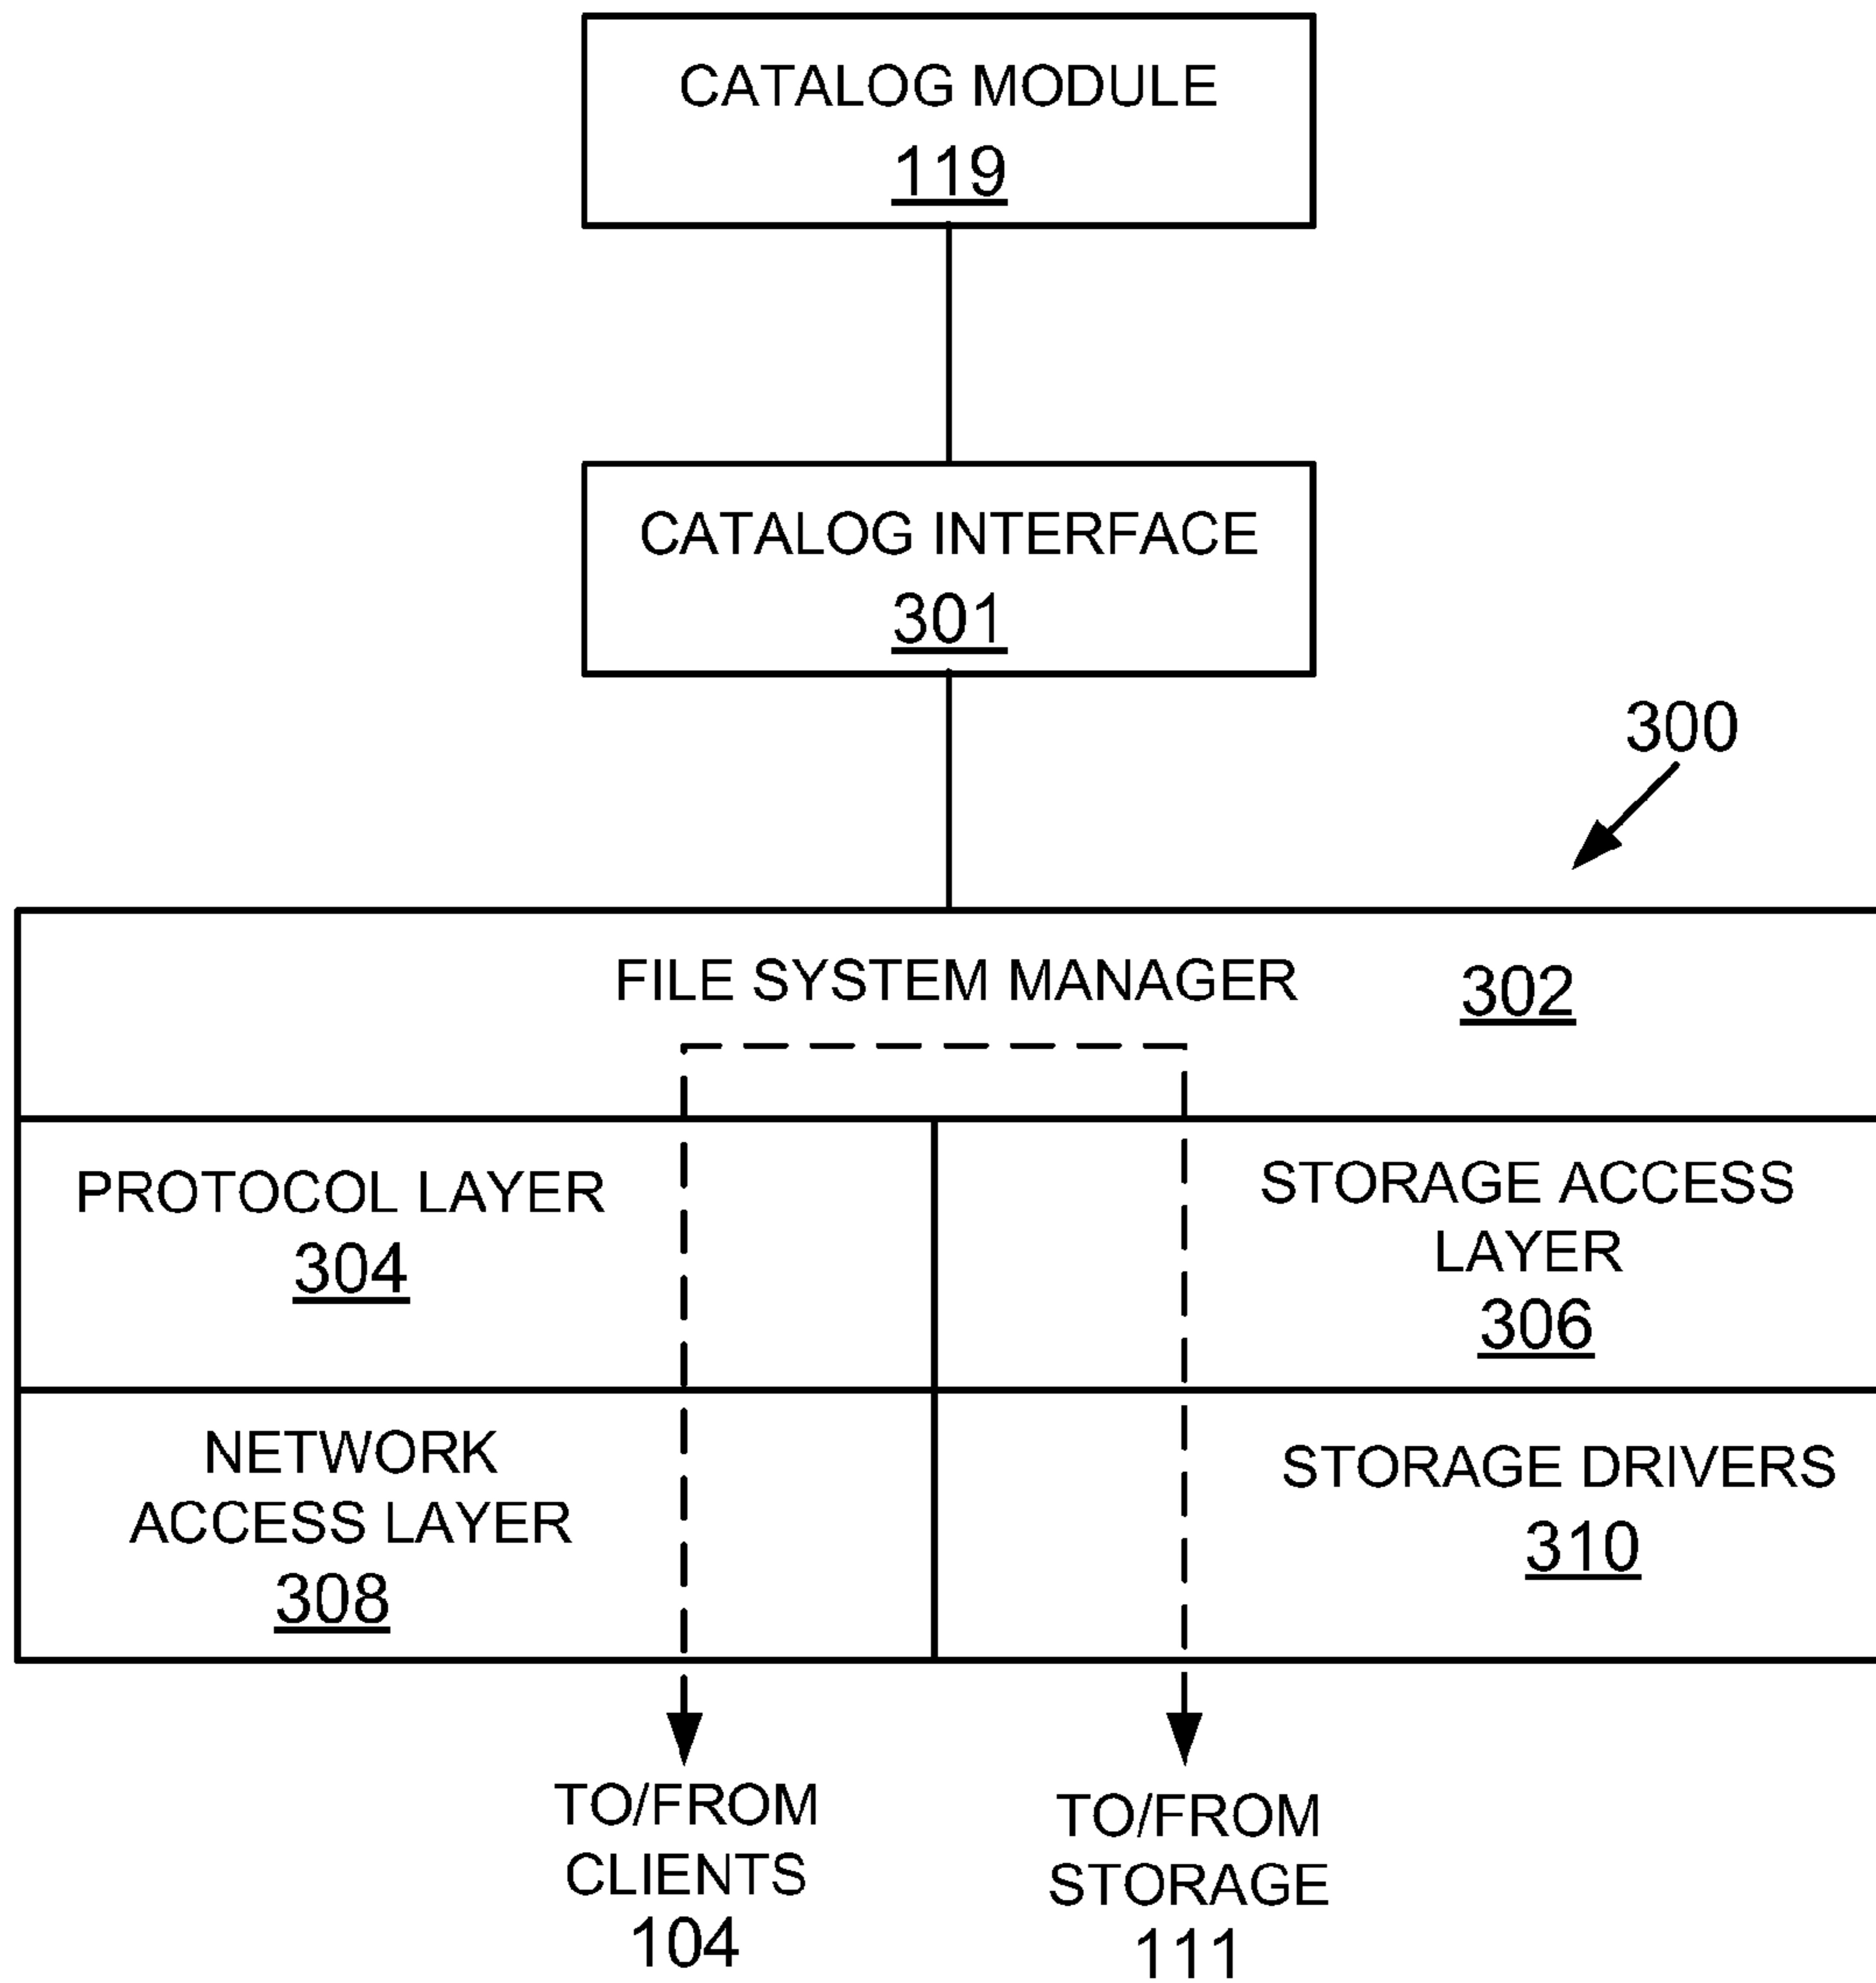 CATALOG MODULE
119
CATALOG INTERFACE
301
300
FILE SYSTEM MANAGER
302
PROTOCOL LAYER
304
STORAGE ACCESS
LAYER
306
NETWORK
ACCESS LAYER
308
STORAGE DRIVERS
310
TO/FROM
CLIENTS
104
TO/FROM
STORAGE
111